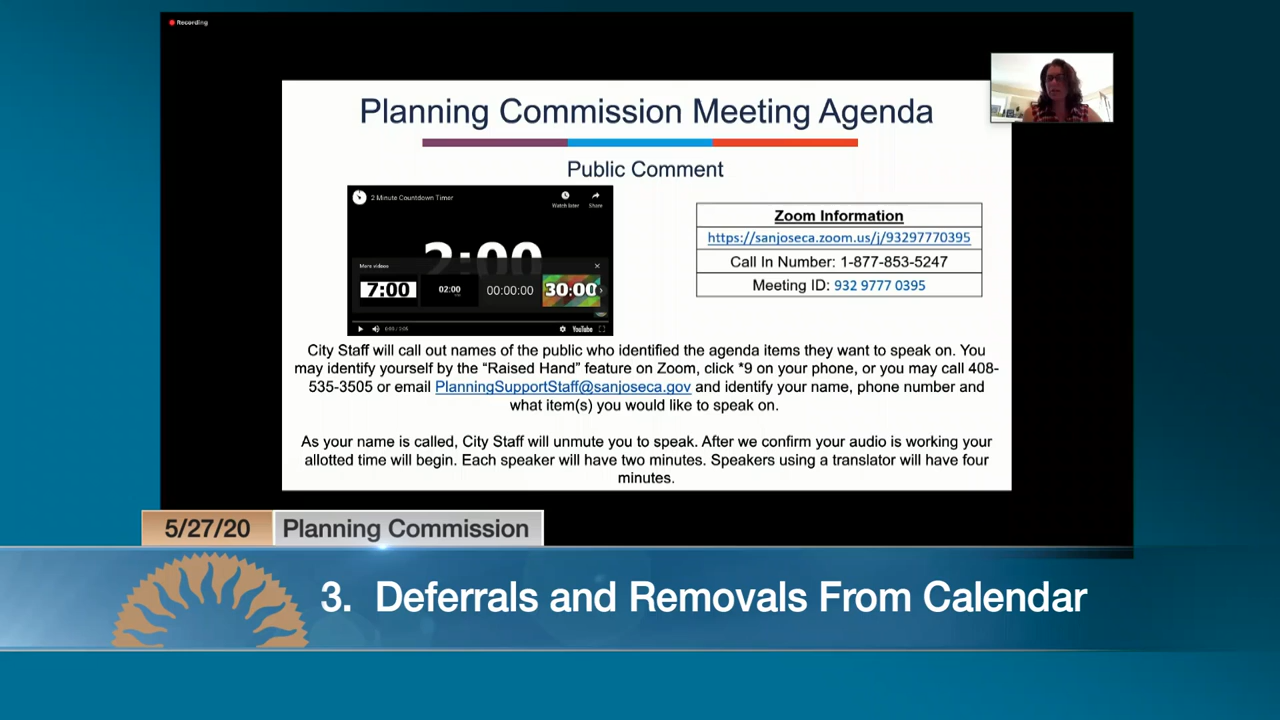 Recording
Planning Commission Meeting Agenda
Public Comment
2 Minute Countdown Timer
Watch later
Share
2:00
More videos
7:00
02:00
00:00:00
30:00
YouTube
Zoom Information
https://sanjoseca.zoom.us/j/93297770395
Call In Number: 1-877-853-5247
Meeting ID: 932 9777 0395
City Staff will call out names of the public who identified the agenda items they want to speak on. You
may identify yourself by the “Raised Hand” feature on Zoom, click *9 on your phone, or you may call 408-
535-3505 or email PlanningSupportStaff@sanjoseca.gov and identify your name, phone number and
what item(s) you would like to speak on.
As your name is called, City Staff will unmute you to speak. After we confirm your audio is working your
allotted time will begin. Each speaker will have two minutes. Speakers using a translator will have four
minutes.
5/27/20 Planning Commission
3. Deferrals and Removals From Calendar